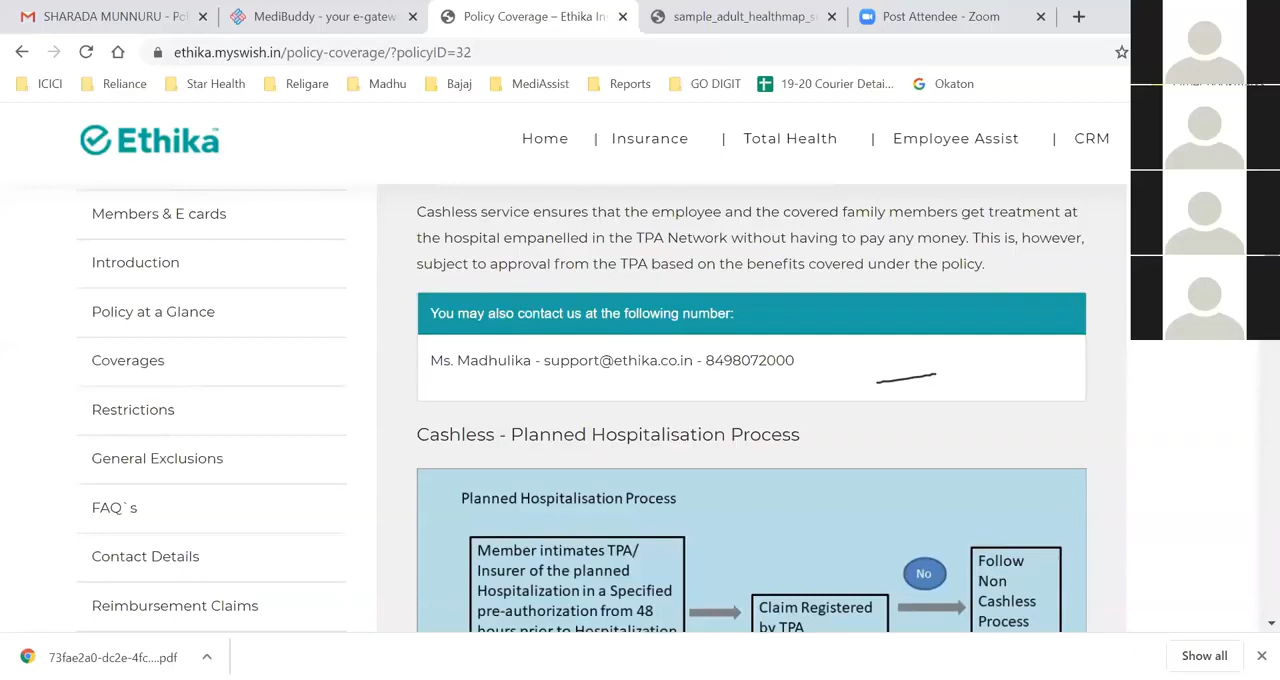 SHARADA MUNNURU - Po
MediBuddy - your e-gatew
Policy Coverage – Ethika In
sample_adult_healthmap_s
Post Attendee - Zoom
ethika.myswish.in/policy-coverage/?policyID=32
ICICI
Reliance
Star Health
Religare
Madhu
Bajaj
MediAssist
Reports
GO DIGIT
19-20 Courier Detai...
Okaton
Ethika™
Home | Insurance | Total Health | Employee Assist | CRM
Members & E cards
Introduction
Policy at a Glance
Coverages
Restrictions
General Exclusions
FAQ`s
Contact Details
Reimbursement Claims
Cashless service ensures that the employee and the covered family members get treatment at
the hospital empanelled in the TPA Network without having to pay any money. This is, however,
subject to approval from the TPA based on the benefits covered under the policy.
You may also contact us at the following number:
Ms. Madhulika - support@ethika.co.in - 8498072000
Cashless - Planned Hospitalisation Process
Planned Hospitalisation Process
Member intimates TPA/
Insurer of the planned
Hospitalization in a Specified
pre-authorization from 48
hours prior to Hospitalization
Claim Registered
by TPA
No
Follow
Non
Cashless
Process
73fae2a0-dc2e-4fc....pdf
Show all